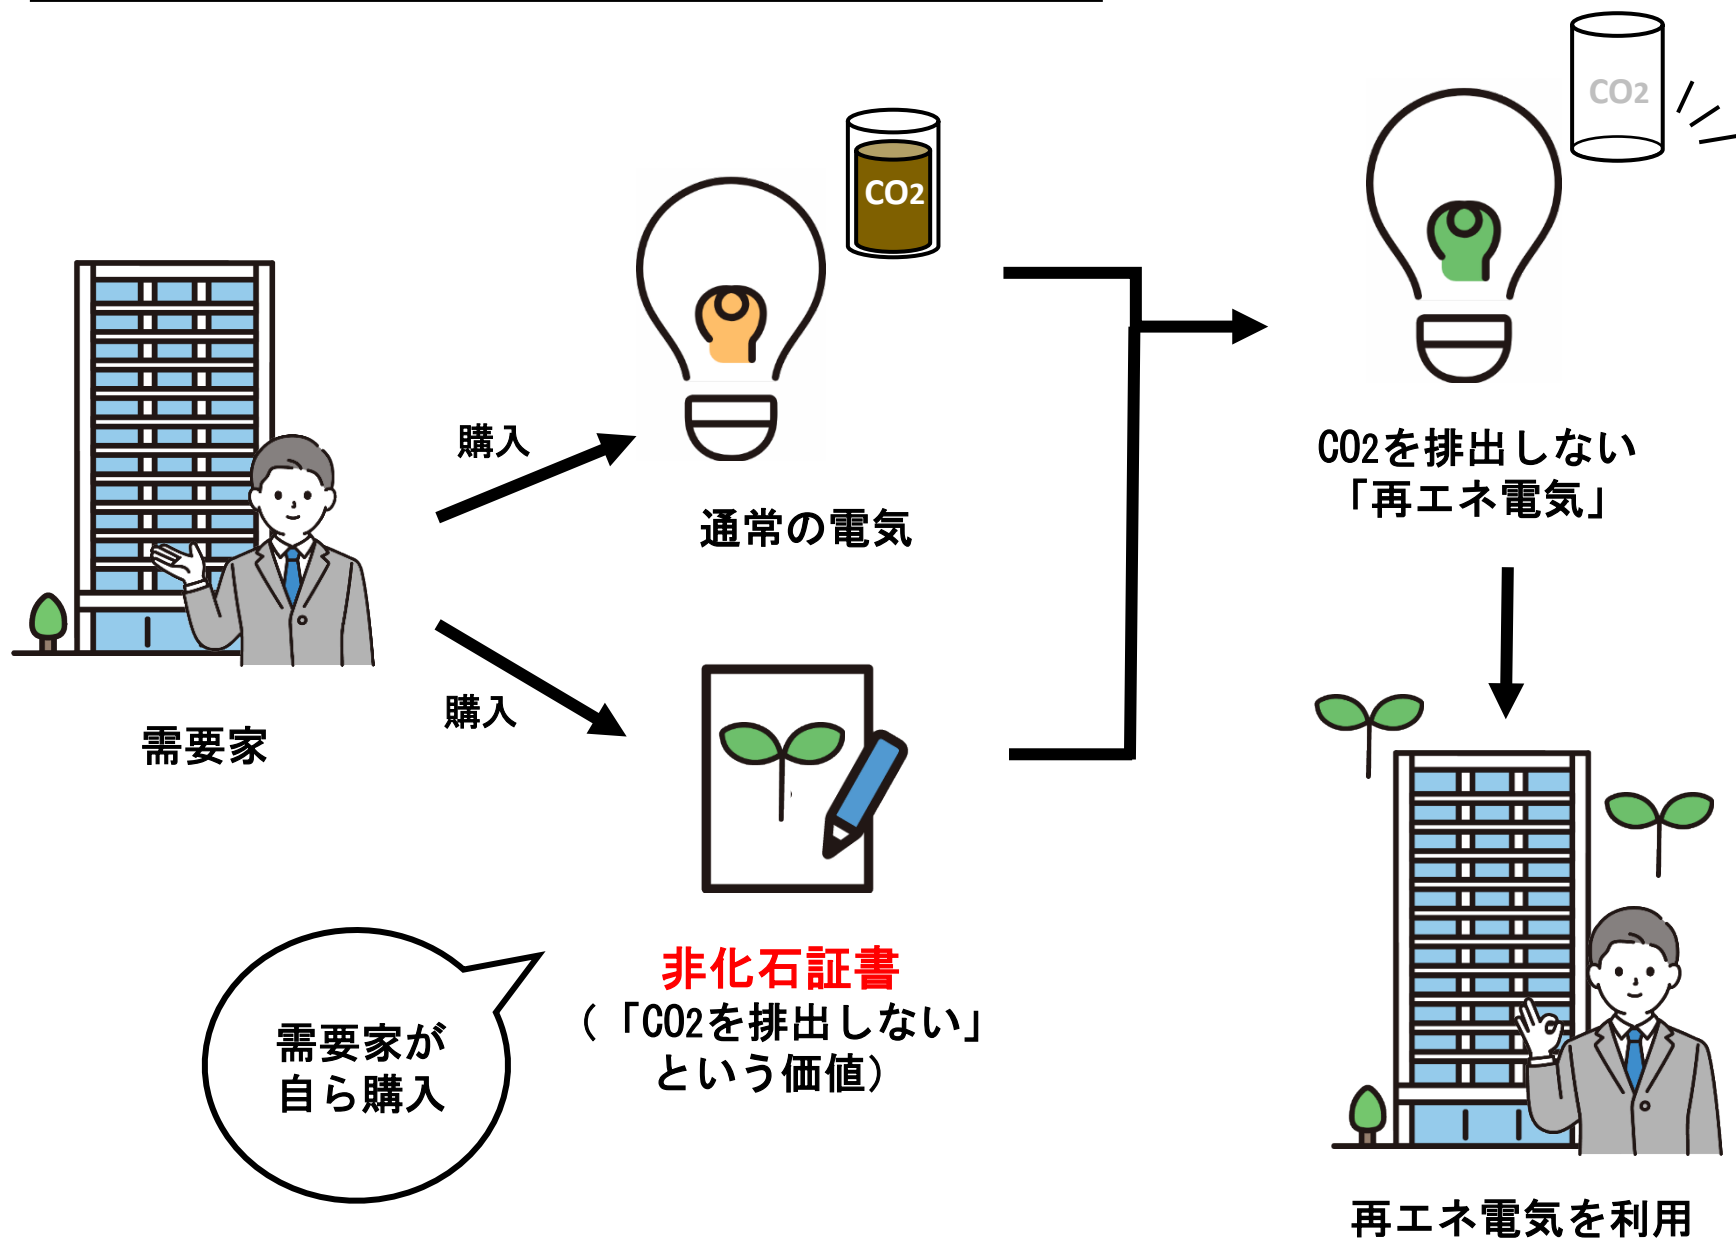 CO2
CO2
購入
通常の電気
CO2を排出しない
「再エネ電気」
需要家
購入
非化石証書
(「CO2を排出しない」
という価値)
需要家が
自ら購入
再エネ電気を利用